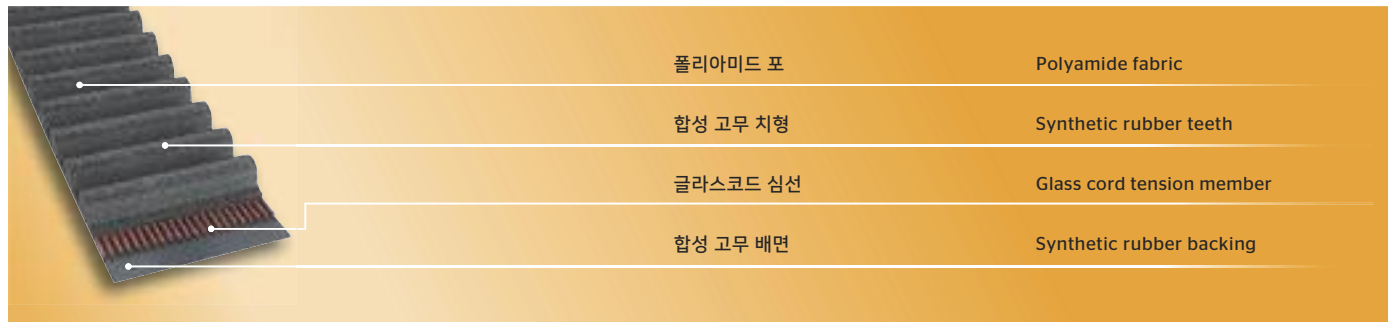 폴리아미드 포 Polyamide fabric
합성 고무 치형 Synthetic rubber teeth
글라스코드 심선 Glass cord tension member
합성 고무 배면 Synthetic rubber backing